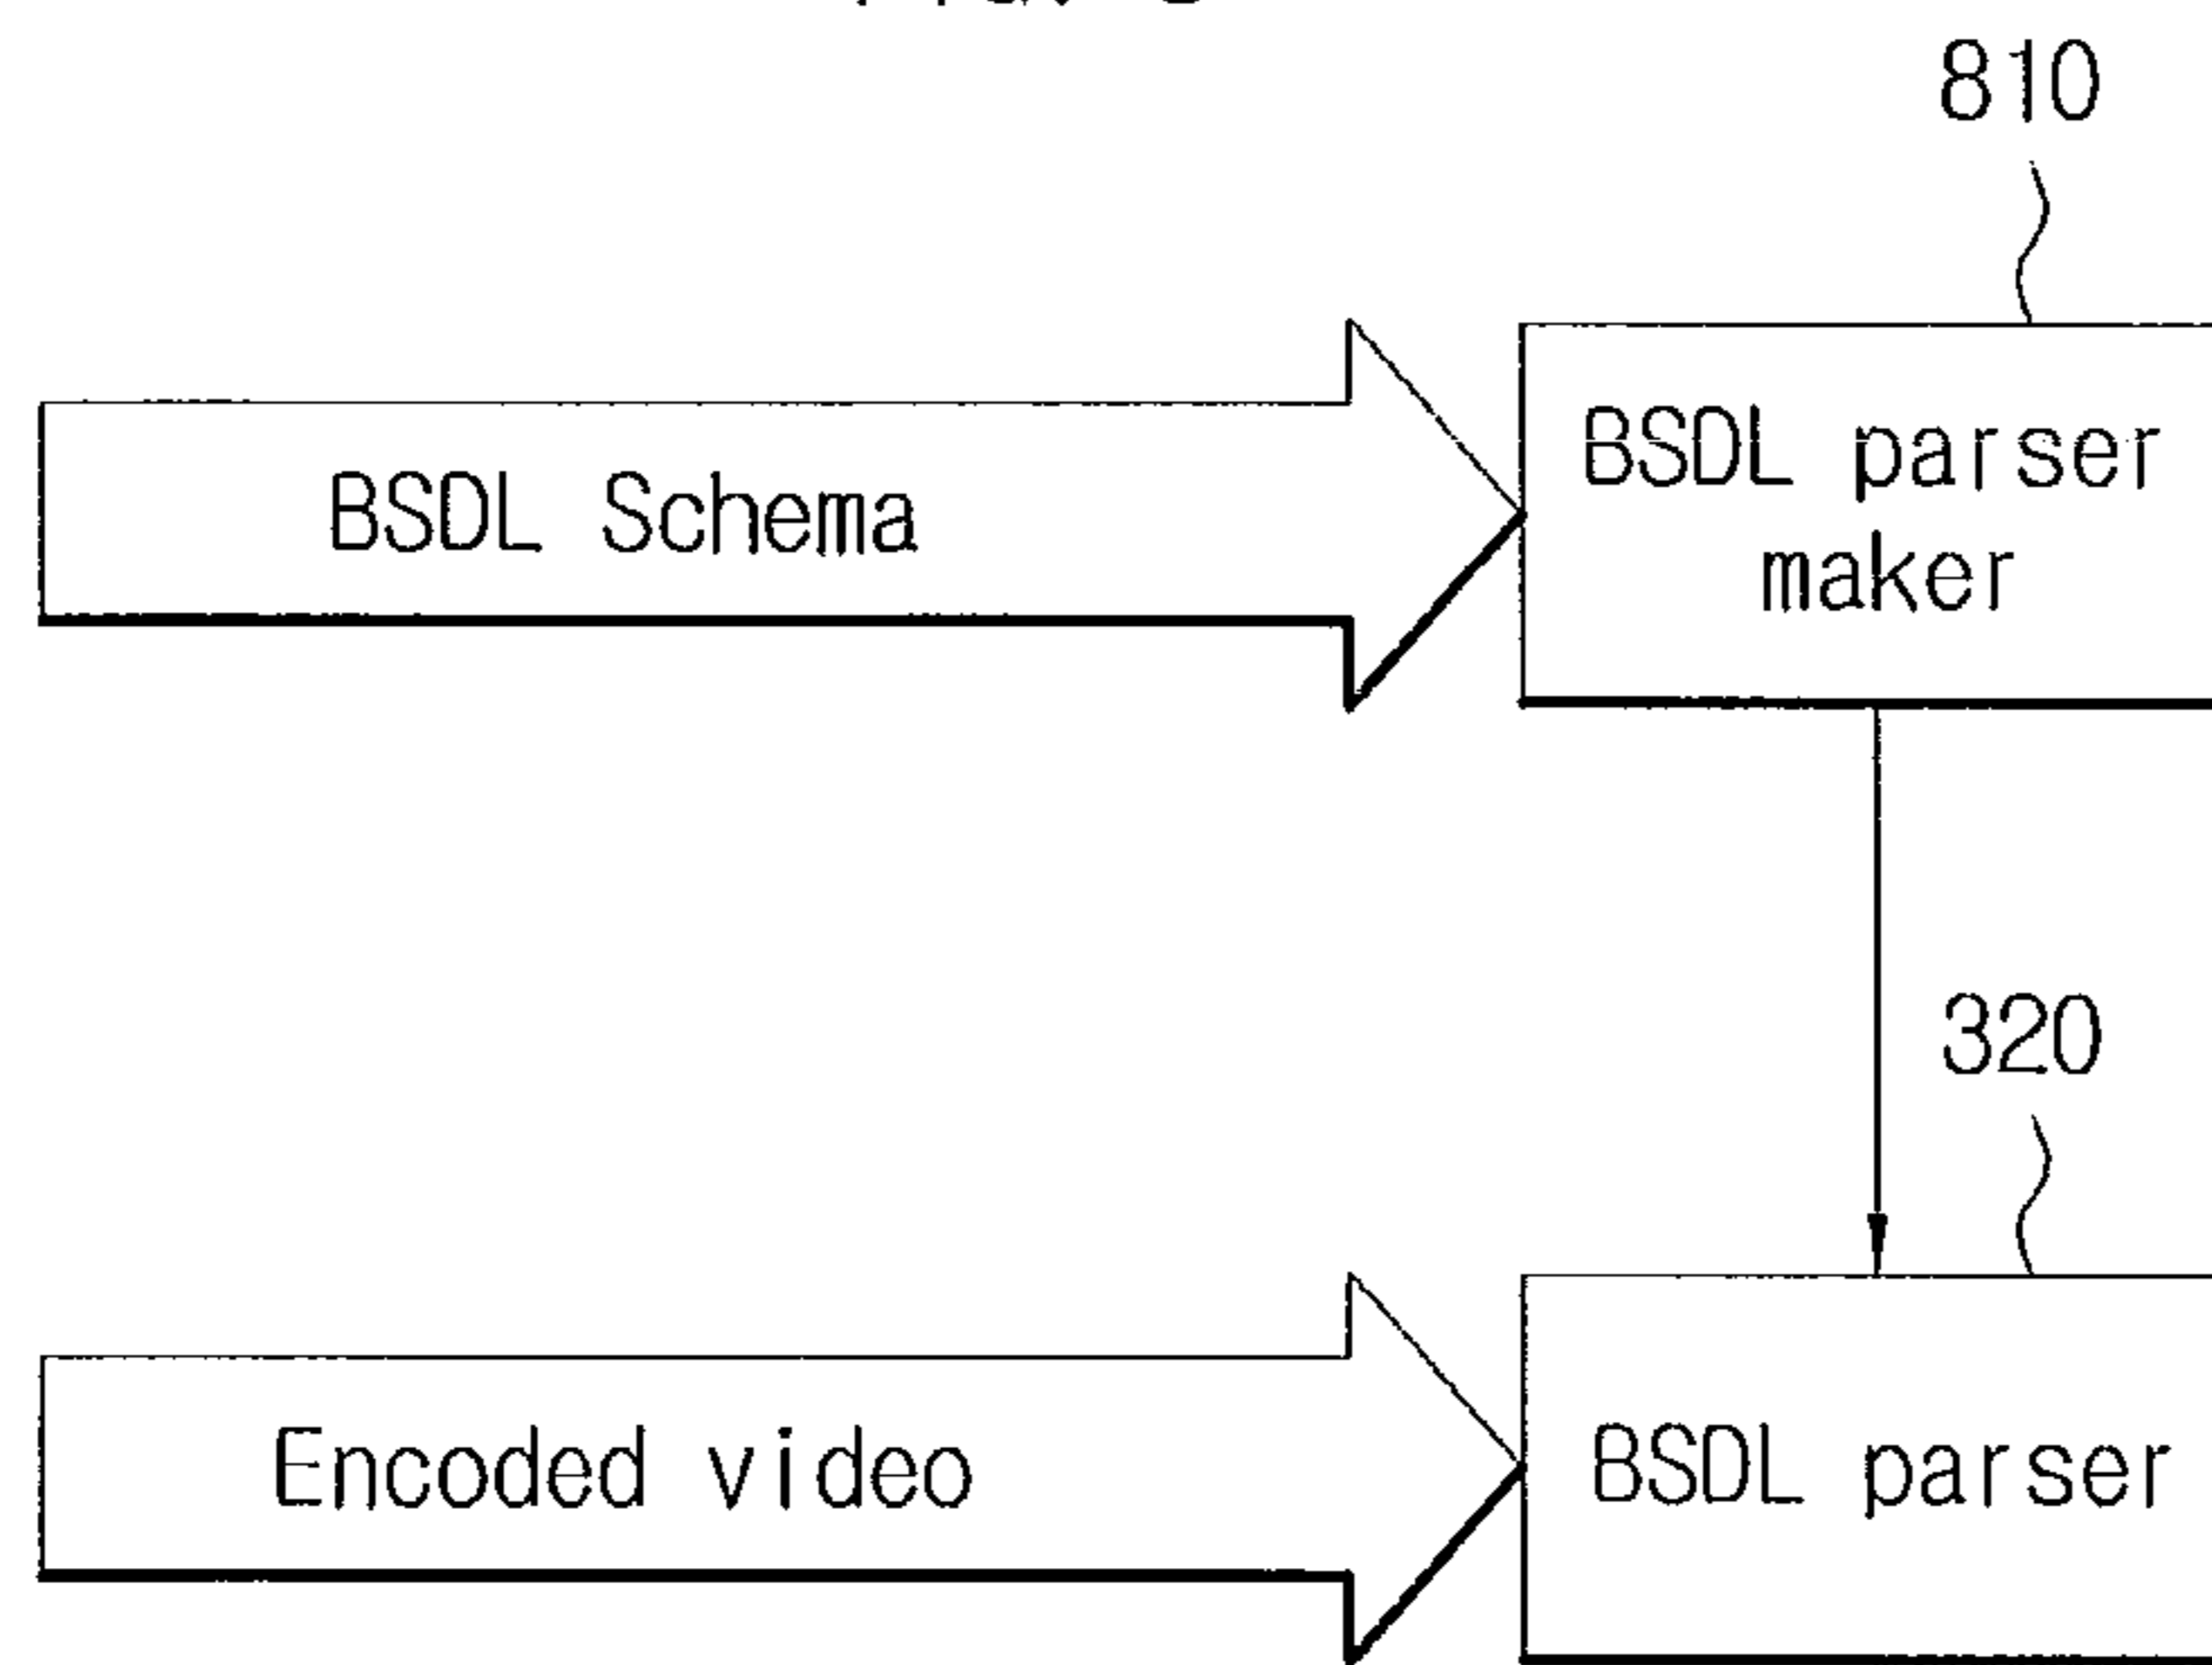 810
BSDL Schema
BSDL parser
maker
320
Encoded video
BSDL parser